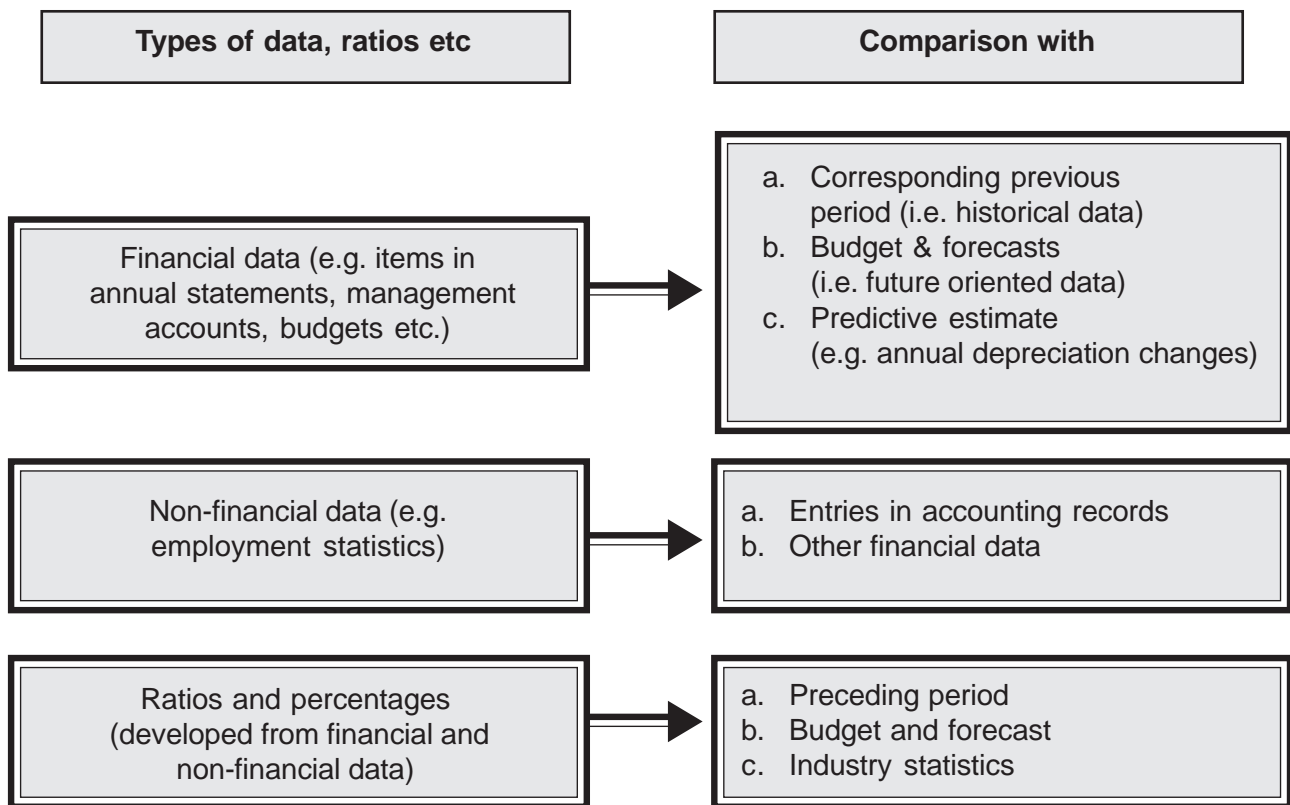 Types of data, ratios etc
Comparison with
Financial data (e.g. items in
annual statements, management
accounts, budgets etc.)
a. Corresponding previous
period (i.e. historical data)
b. Budget & forecasts
(i.e. future oriented data)
c. Predictive estimate
(e.g. annual depreciation changes)
Non-financial data (e.g.
employment statistics)
a. Entries in accounting records
b. Other financial data
Ratios and percentages
(developed from financial and
non-financial data)
a. Preceding period
b. Budget and forecast
c. Industry statistics